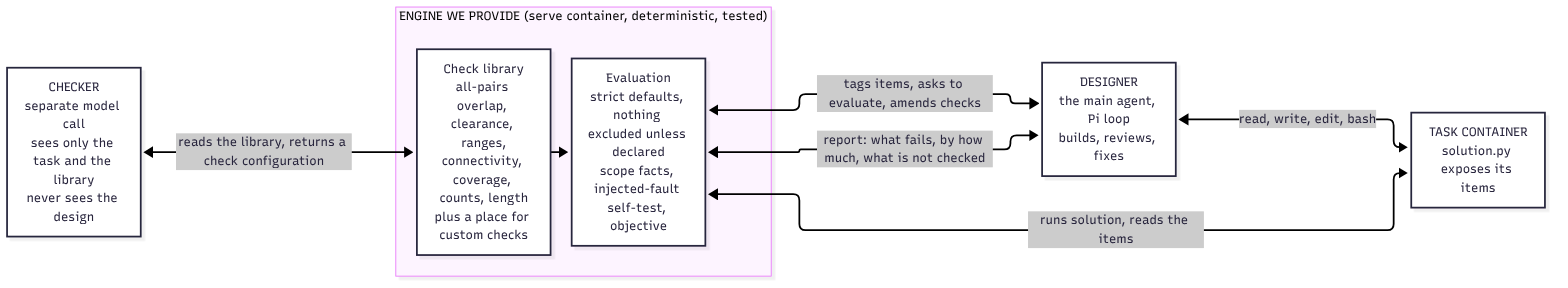 ENGINE WE PROVIDE (serve container, deterministic, tested)
CHECKER
separate model
call
sees only the
task and the
library
never sees the
design
reads the library, returns a
check configuration
Check library
all-pairs
overlap,
clearance,
ranges,
connectivity,
coverage,
counts, length
plus a place for
custom checks
Evaluation
strict defaults,
nothing
excluded unless
declared
scope facts,
injected-fault
self-test,
objective
tags items, asks to
evaluate, amends checks
report: what fails, by how
much, what is not checked
runs solution, reads the
items
DESIGNER
the main agent,
Pi loop
builds, reviews,
fixes
read, write, edit, bash
TASK CONTAINER
solution.py
exposes its
items